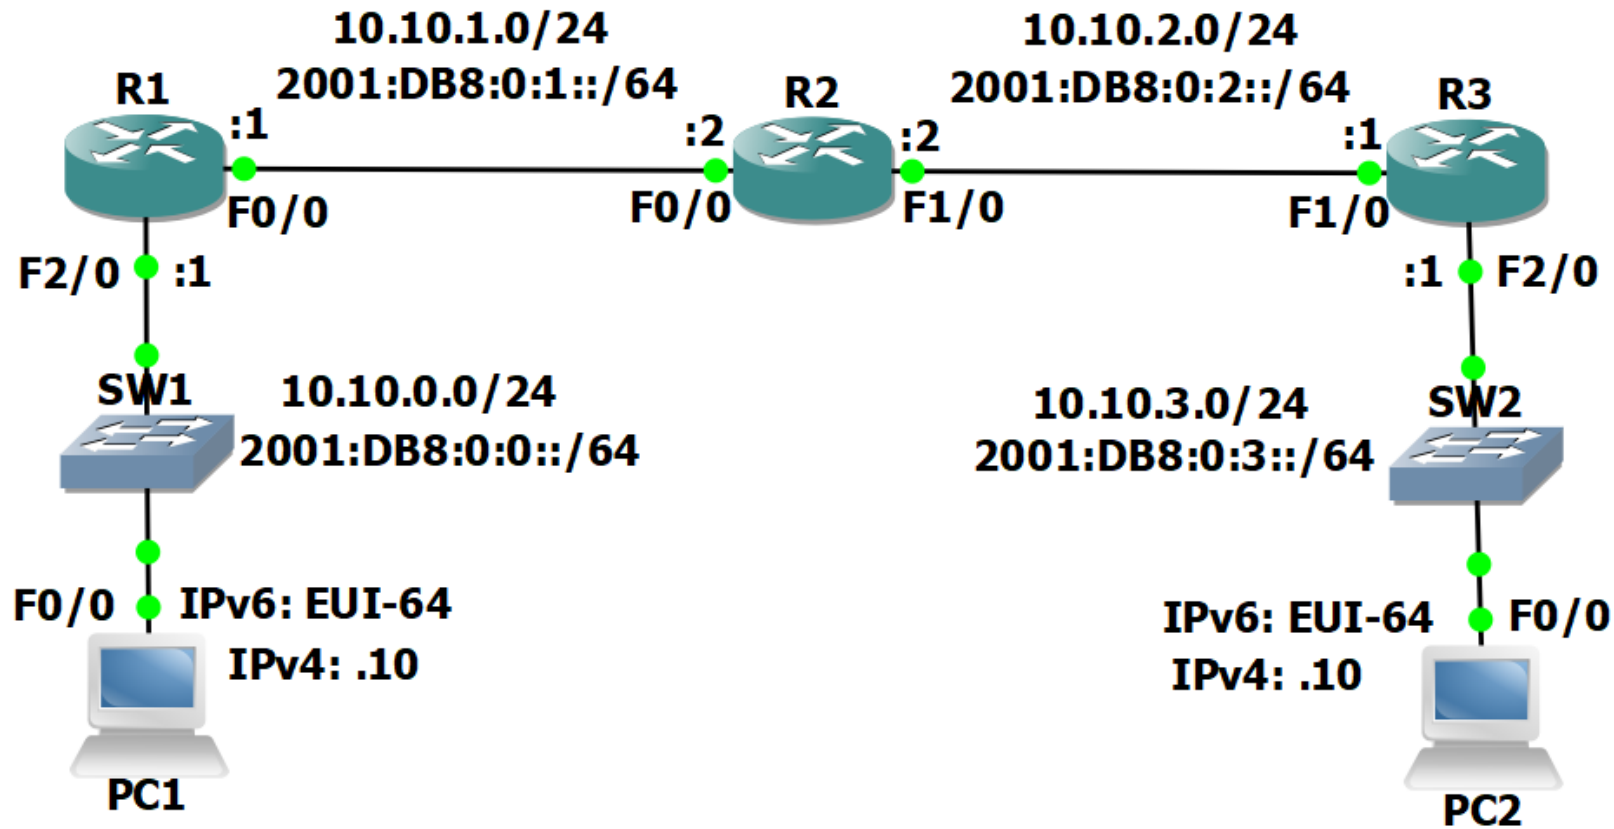 10.10.1.0/24
2001:DB8:0:1::/64
10.10.2.0/24
2001:DB8:0:2::/64
R1
R2
R3
:1
:2
:2
:1
F0/0
F0/0
F1/0
F1/0
F2/0
:1
:1
F2/0
SW1
10.10.0.0/24
2001:DB8:0:0::/64
10.10.3.0/24
2001:DB8:0:3::/64
SW2
F0/0
IPv6: EUI-64
IPv4: .10
IPv6: EUI-64
F0/0
IPv4: .10
PC1
PC2